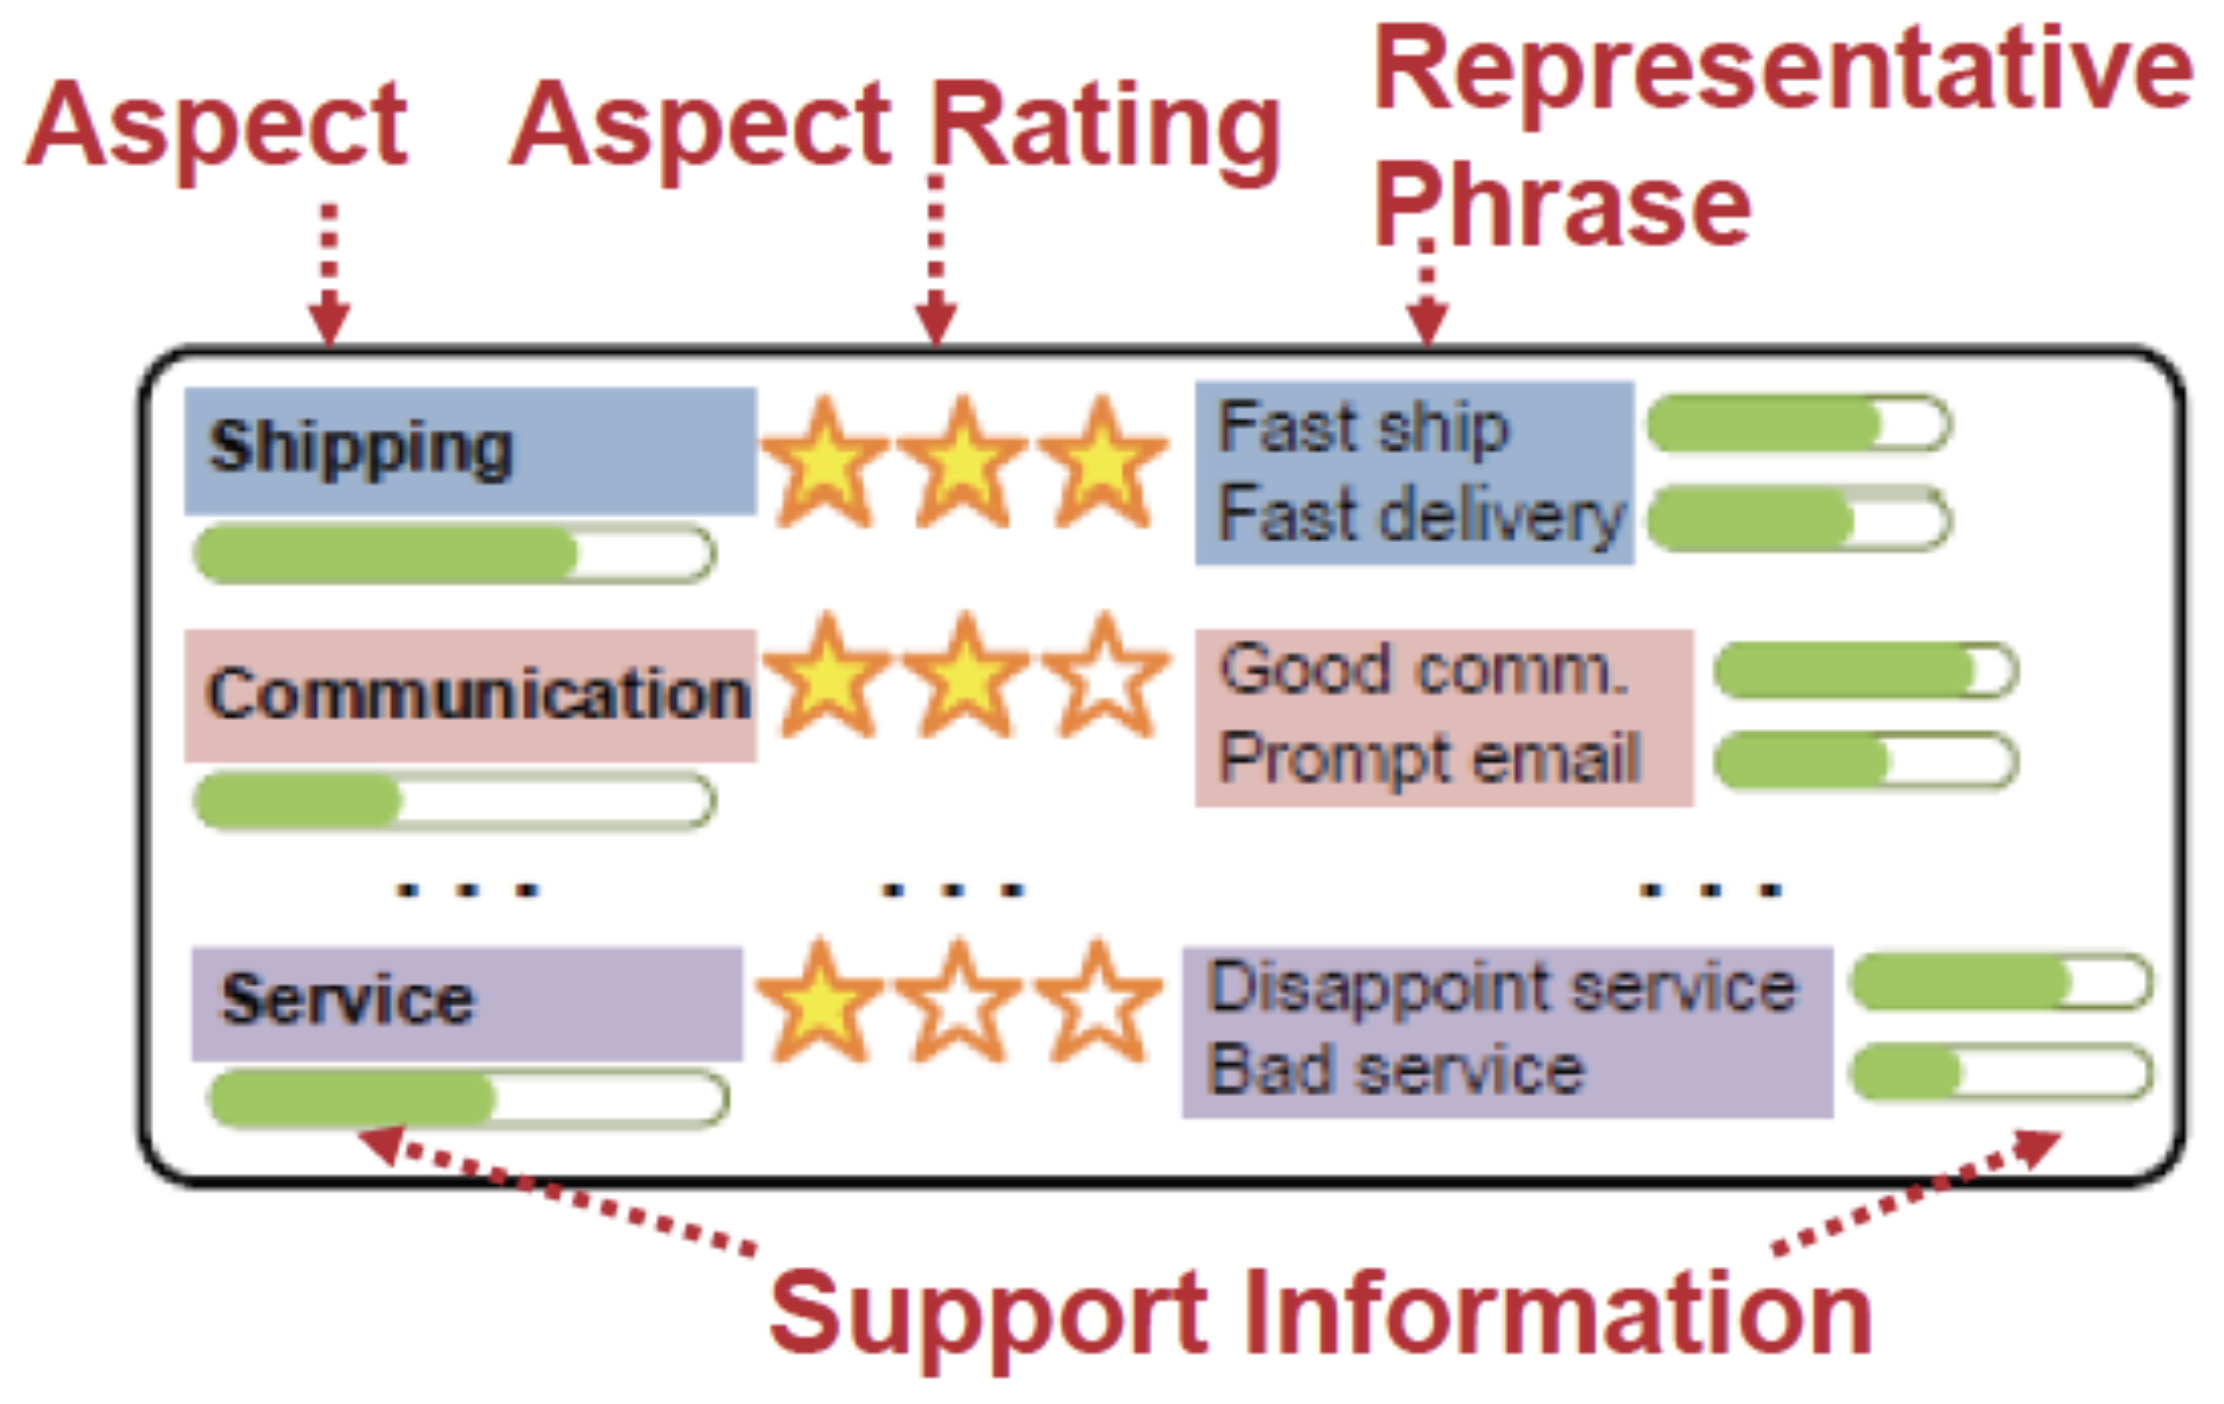 Aspect
Aspect Rating
Representative
Phrase
Shipping
Fast ship
Fast delivery
Communication
Good comm.
Prompt email
. . .
. . .
. . .
Service
Disappoint service
Bad service
Support Information